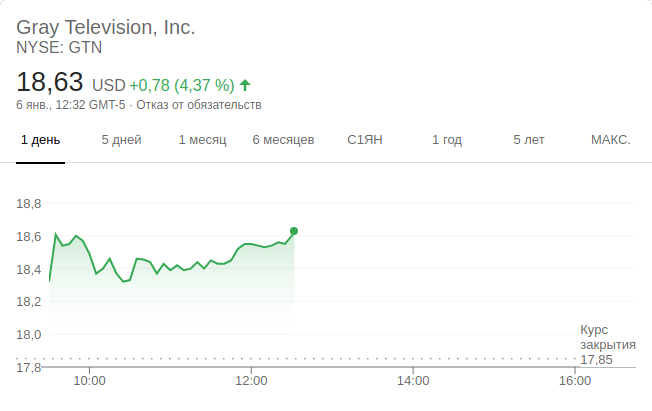 Gray Television, Inc.
NYSE: GTN
18,63 USD +0,78 (4,37 %)
6 янв., 12:32 GMT-5 · Отказ от обязательств
1 день 5 дней 1 месяц 6 месяцев С1ЯН 1 год 5 лет МАКС.
18,8
18,6
18,4
18,2
18,0
17,8
Курс
закрытия
17,85
10:00 12:00 14:00 16:00